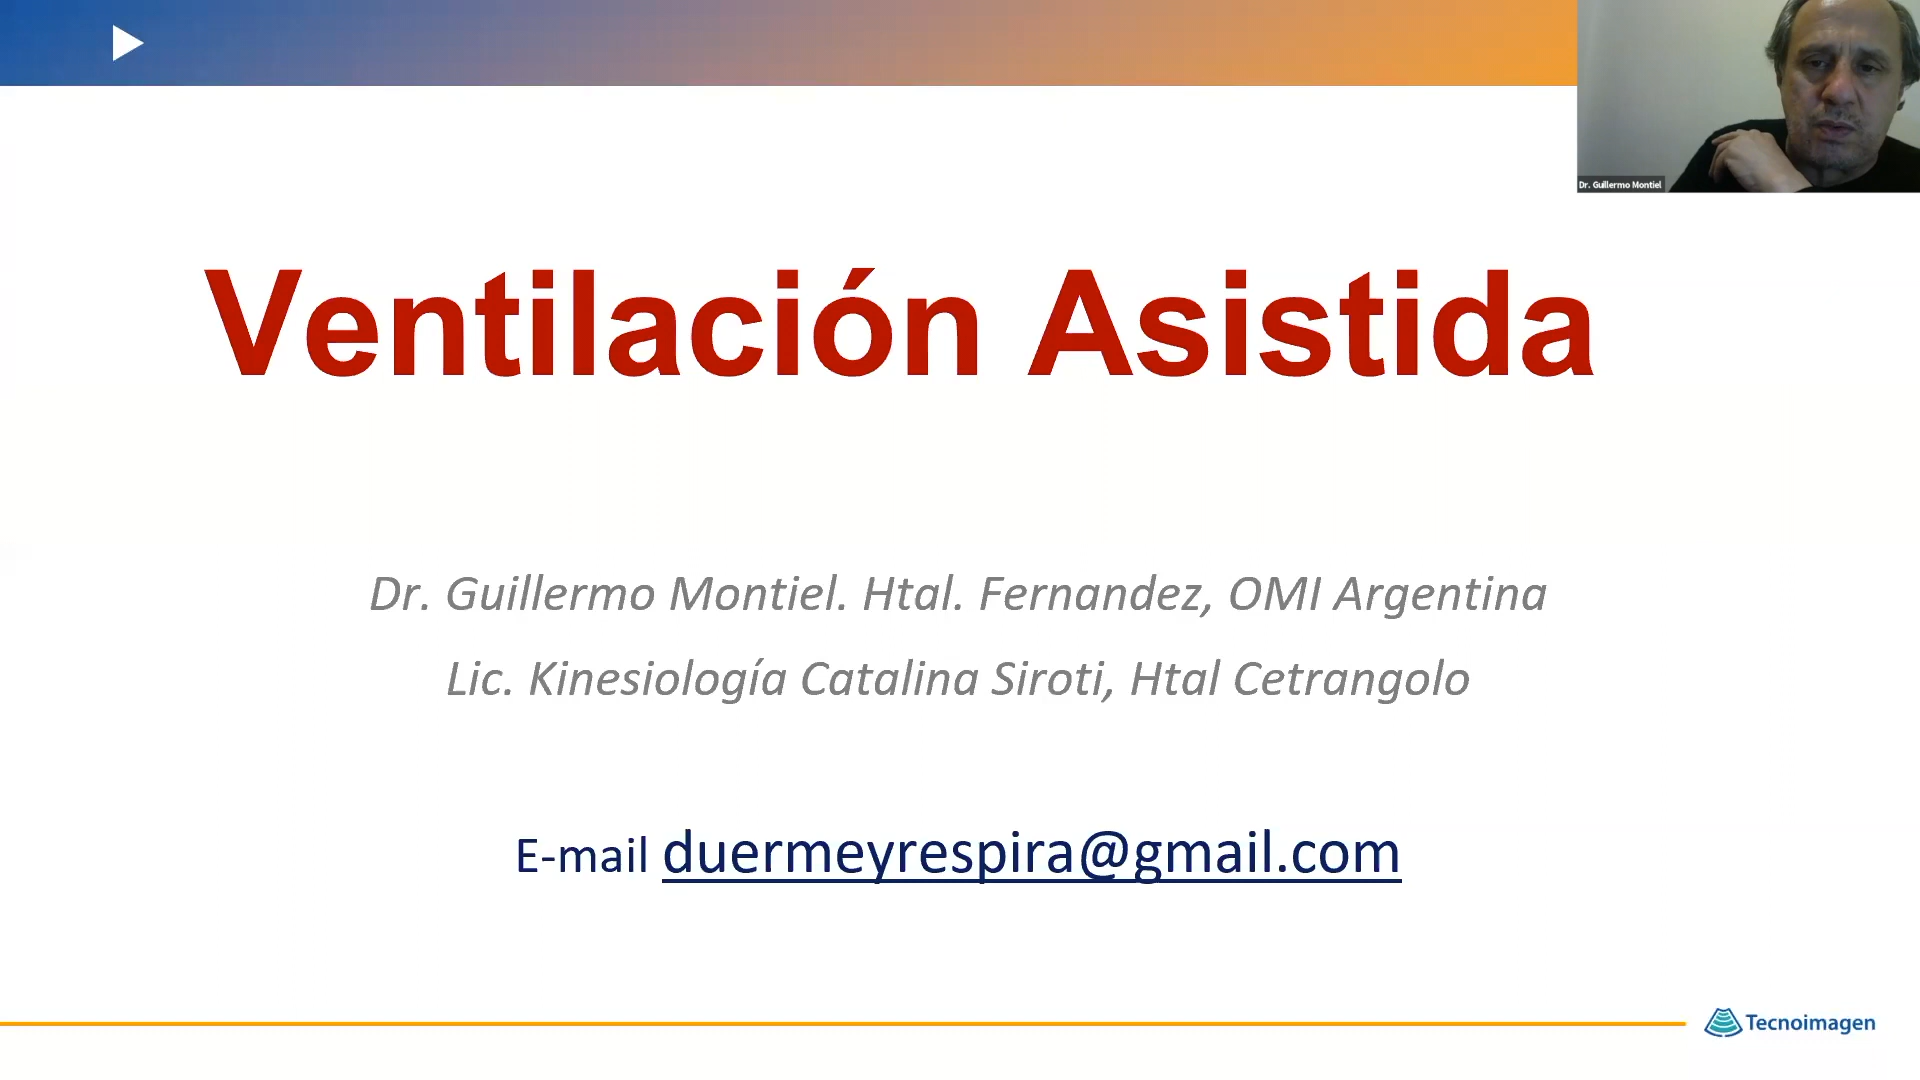 Dr. Guillermo Montiel
Ventilación Asistida
Dr. Guillermo Montiel. Htal. Fernandez, OMI Argentina
Lic. Kinesiología Catalina Siroti, Htal Cetrangolo
E-mail duermeyrespira@gmail.com
Tecnoimagen